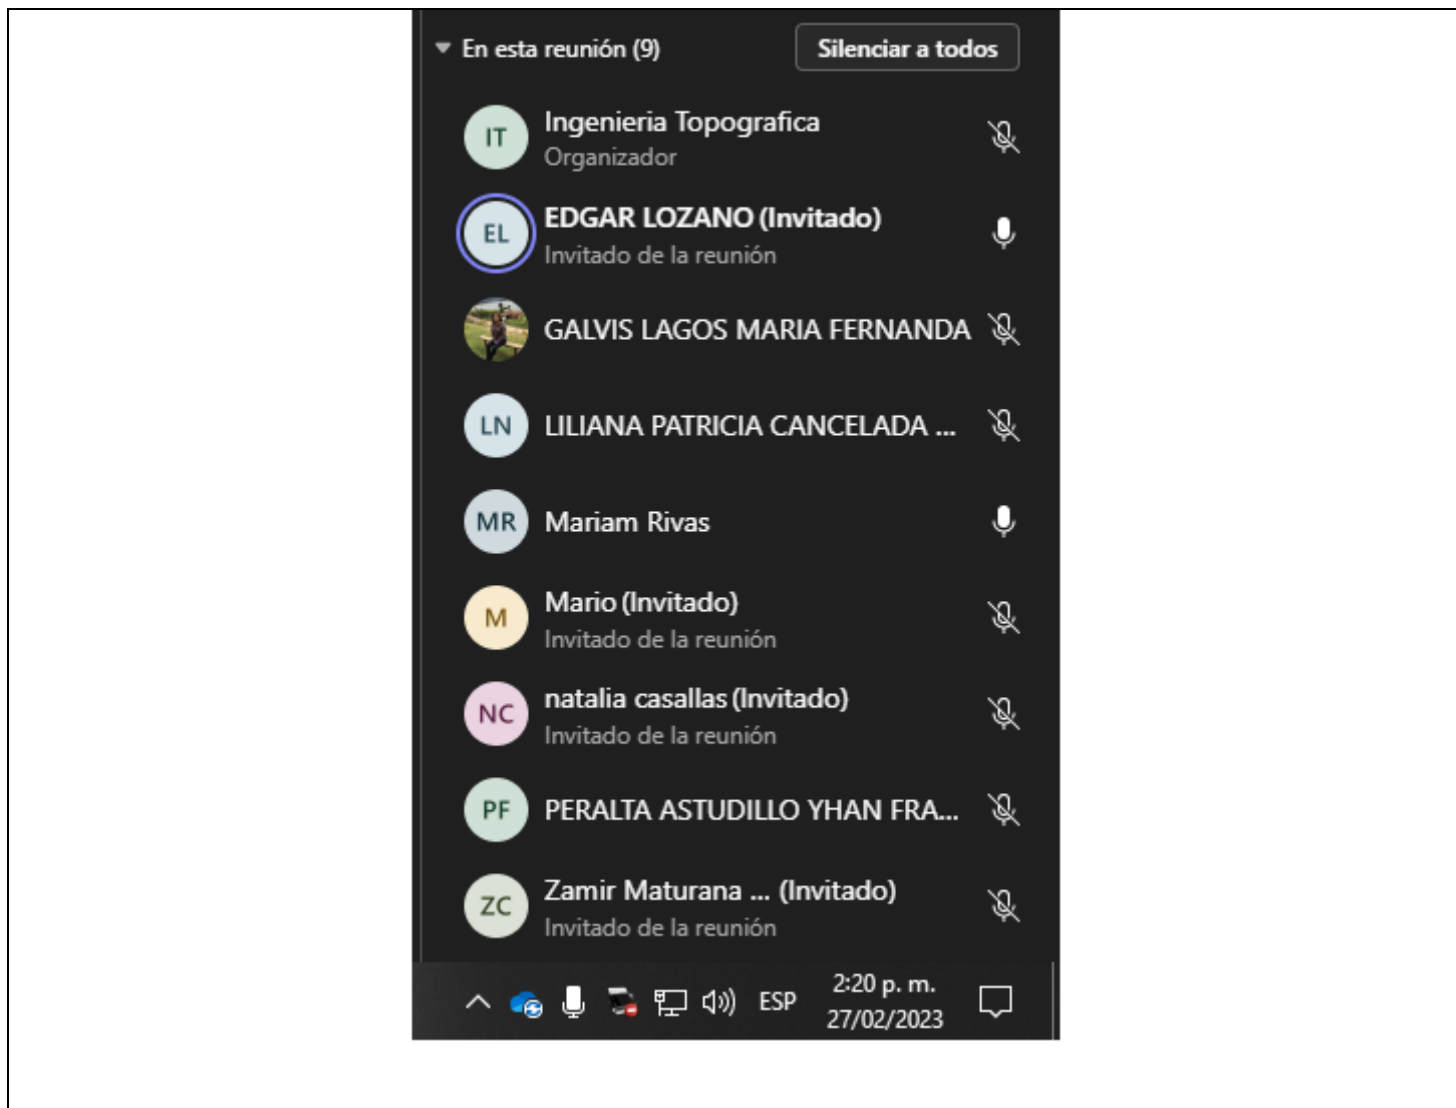 En esta reunión (9) Silenciar a todos
IT Ingenieria Topografica
Organizador
EL EDGAR LOZANO (Invitado)
Invitado de la reunión
GALVIS LAGOS MARIA FERNANDA
LN LILIANA PATRICIA CANCELADA ...
MR Mariam Rivas
M Mario (Invitado)
Invitado de la reunión
NC natalia casallas (Invitado)
Invitado de la reunión
PF PERALTA ASTUDILLO YHAN FRA...
ZC Zamir Maturana ... (Invitado)
Invitado de la reunión
ESP 2:20 p. m.
27/02/2023